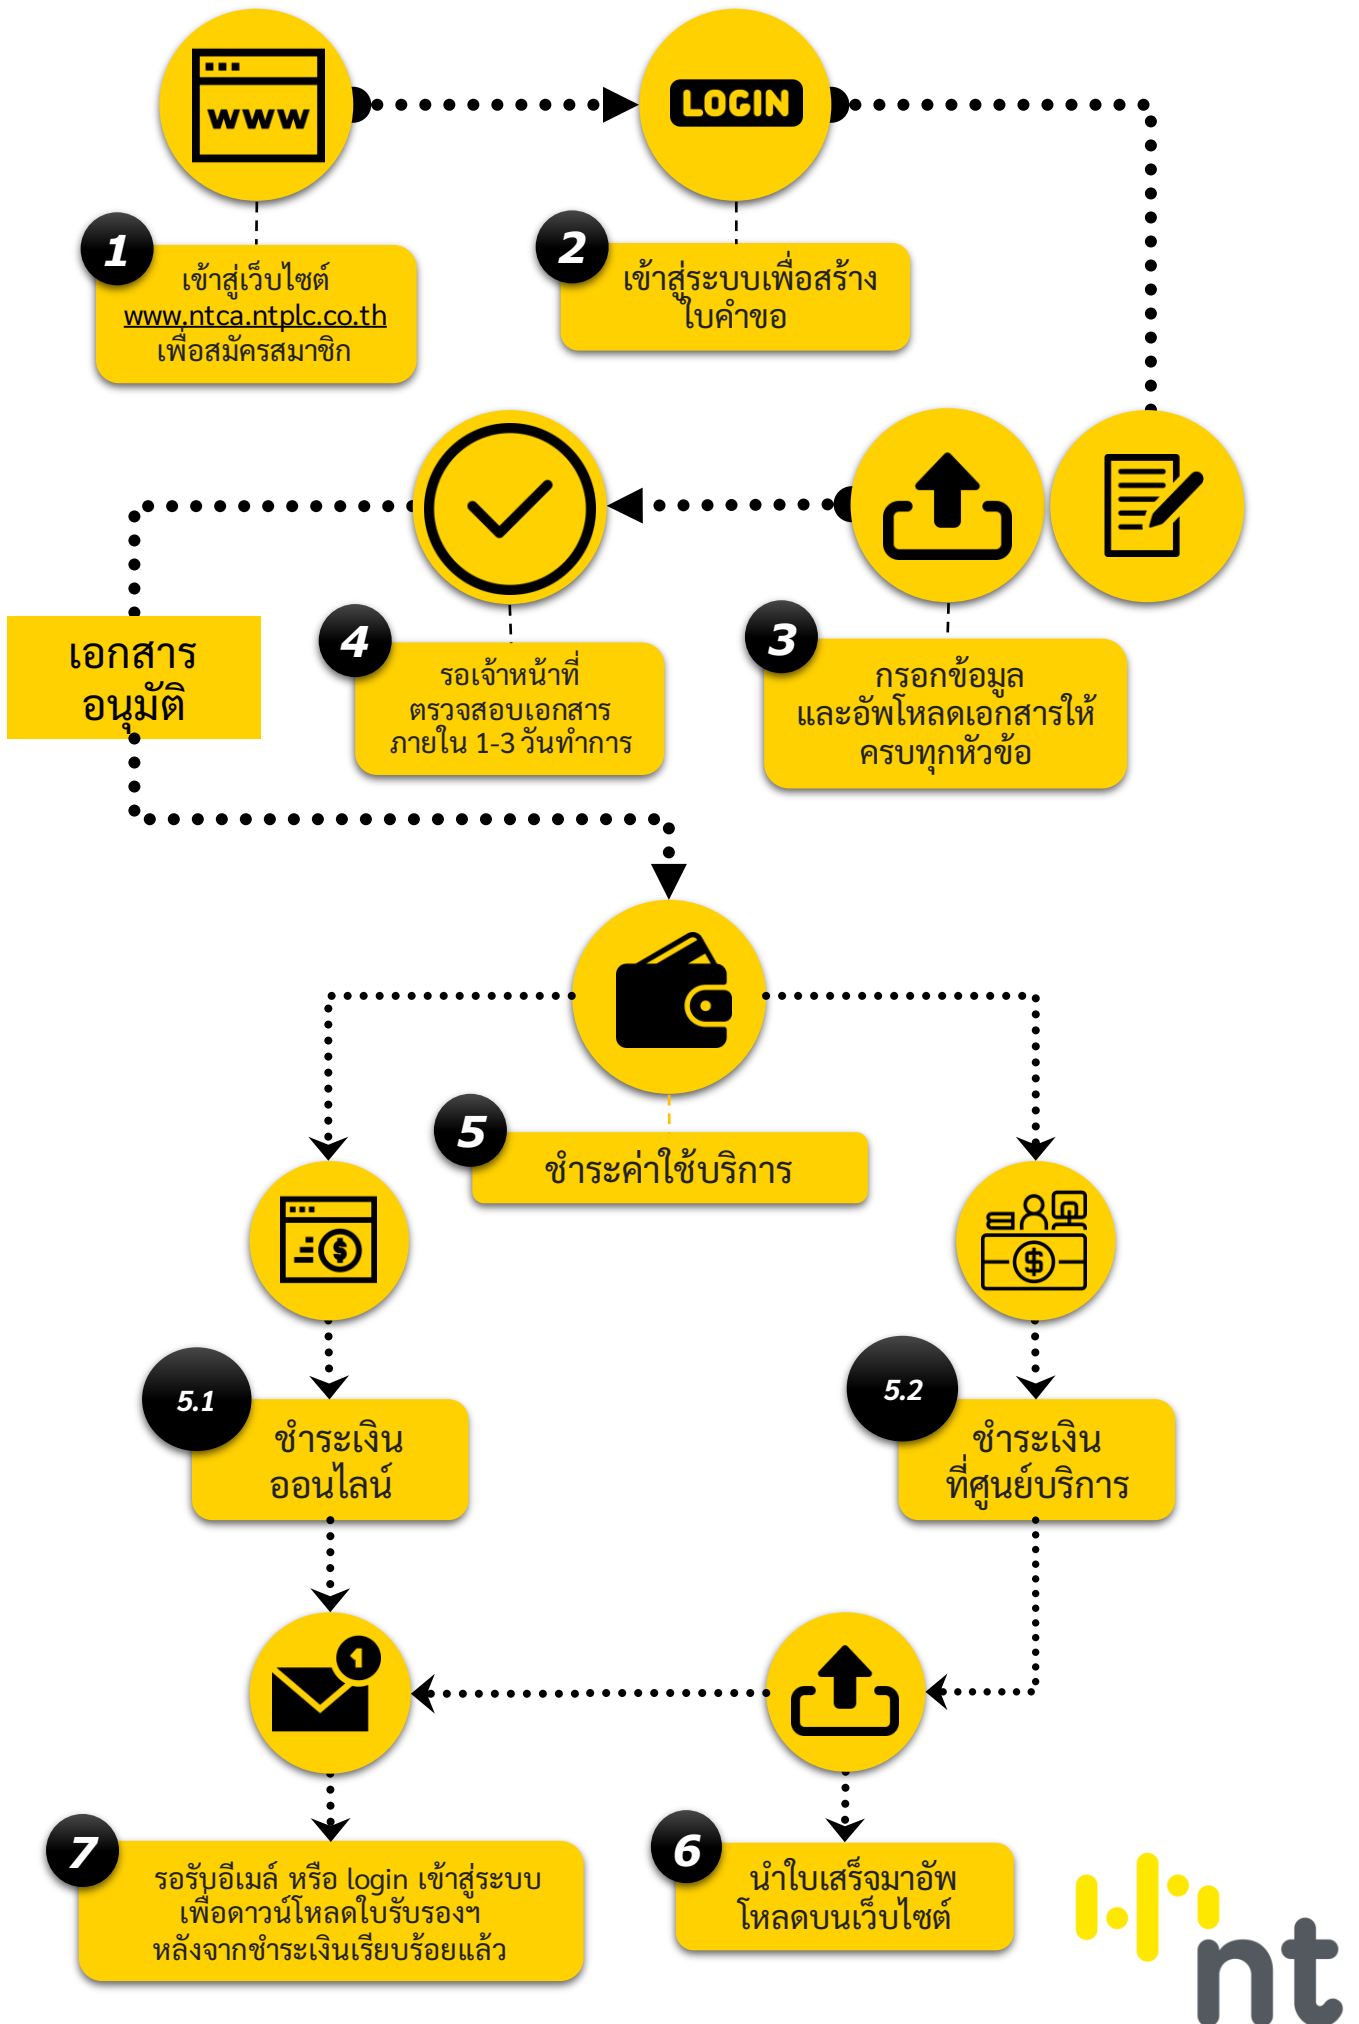 www
LOGIN
1
เข้าสู่เว็บไซต์
www.ntca.ntplc.co.th
เพื่อสมัครสมาชิก
2
เข้าสู่ระบบเพื่อสร้าง
ใบคำขอ
3
กรอกข้อมูล
และอัพโหลดเอกสารให้
ครบทุกหัวข้อ
4
รอเจ้าหน้าที่
ตรวจสอบเอกสาร
ภายใน 1-3 วันทำการ
เอกสาร
อนุมัติ
5
ชำระค่าใช้บริการ
$
$
5.1
ชำระเงิน
ออนไลน์
5.2
ชำระเงิน
ที่ศูนย์บริการ
1
6
นำใบเสร็จมาอัพ
โหลดบนเว็บไซต์
7
รอรับอีเมล์ หรือ login เข้าสู่ระบบ
เพื่อดาวน์โหลดใบรับรองฯ
หลังจากชำระเงินเรียบร้อยแล้ว
nt